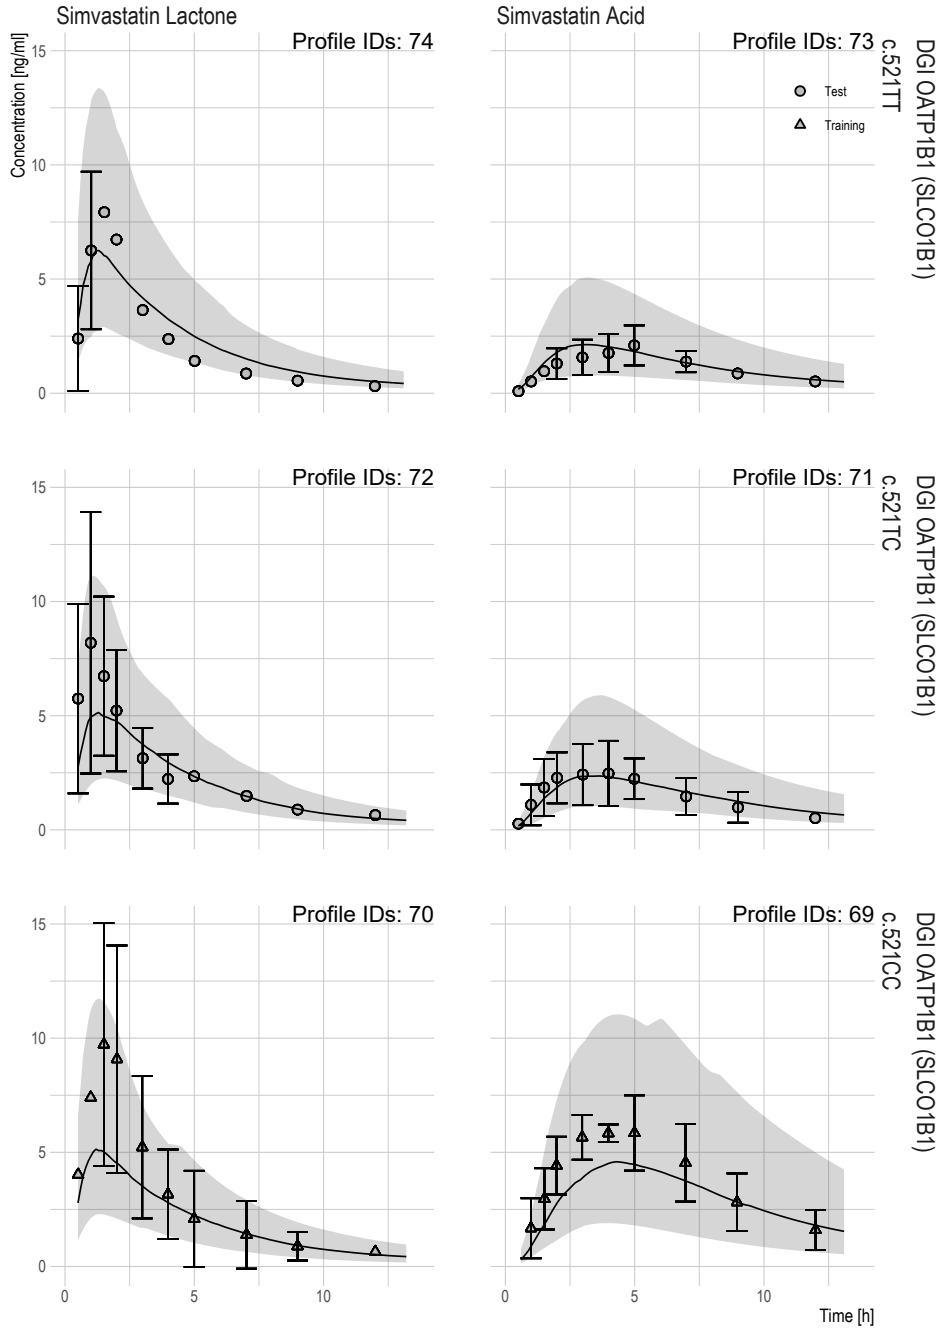 Simvastatin Lactone
Simvastatin Acid
Concentration [ng/ml]
Profile IDs: 74
Profile IDs: 73
DGI OATP1B1 (SLCO1B1)
c.521TT
Test
Training
15
10
5
0
Profile IDs: 72
Profile IDs: 71
DGI OATP1B1 (SLCO1B1)
c.521TC
15
10
5
0
Profile IDs: 70
Profile IDs: 69
DGI OATP1B1 (SLCO1B1)
c.521CC
15
10
5
0
0 5 10
0 5 10
Time [h]